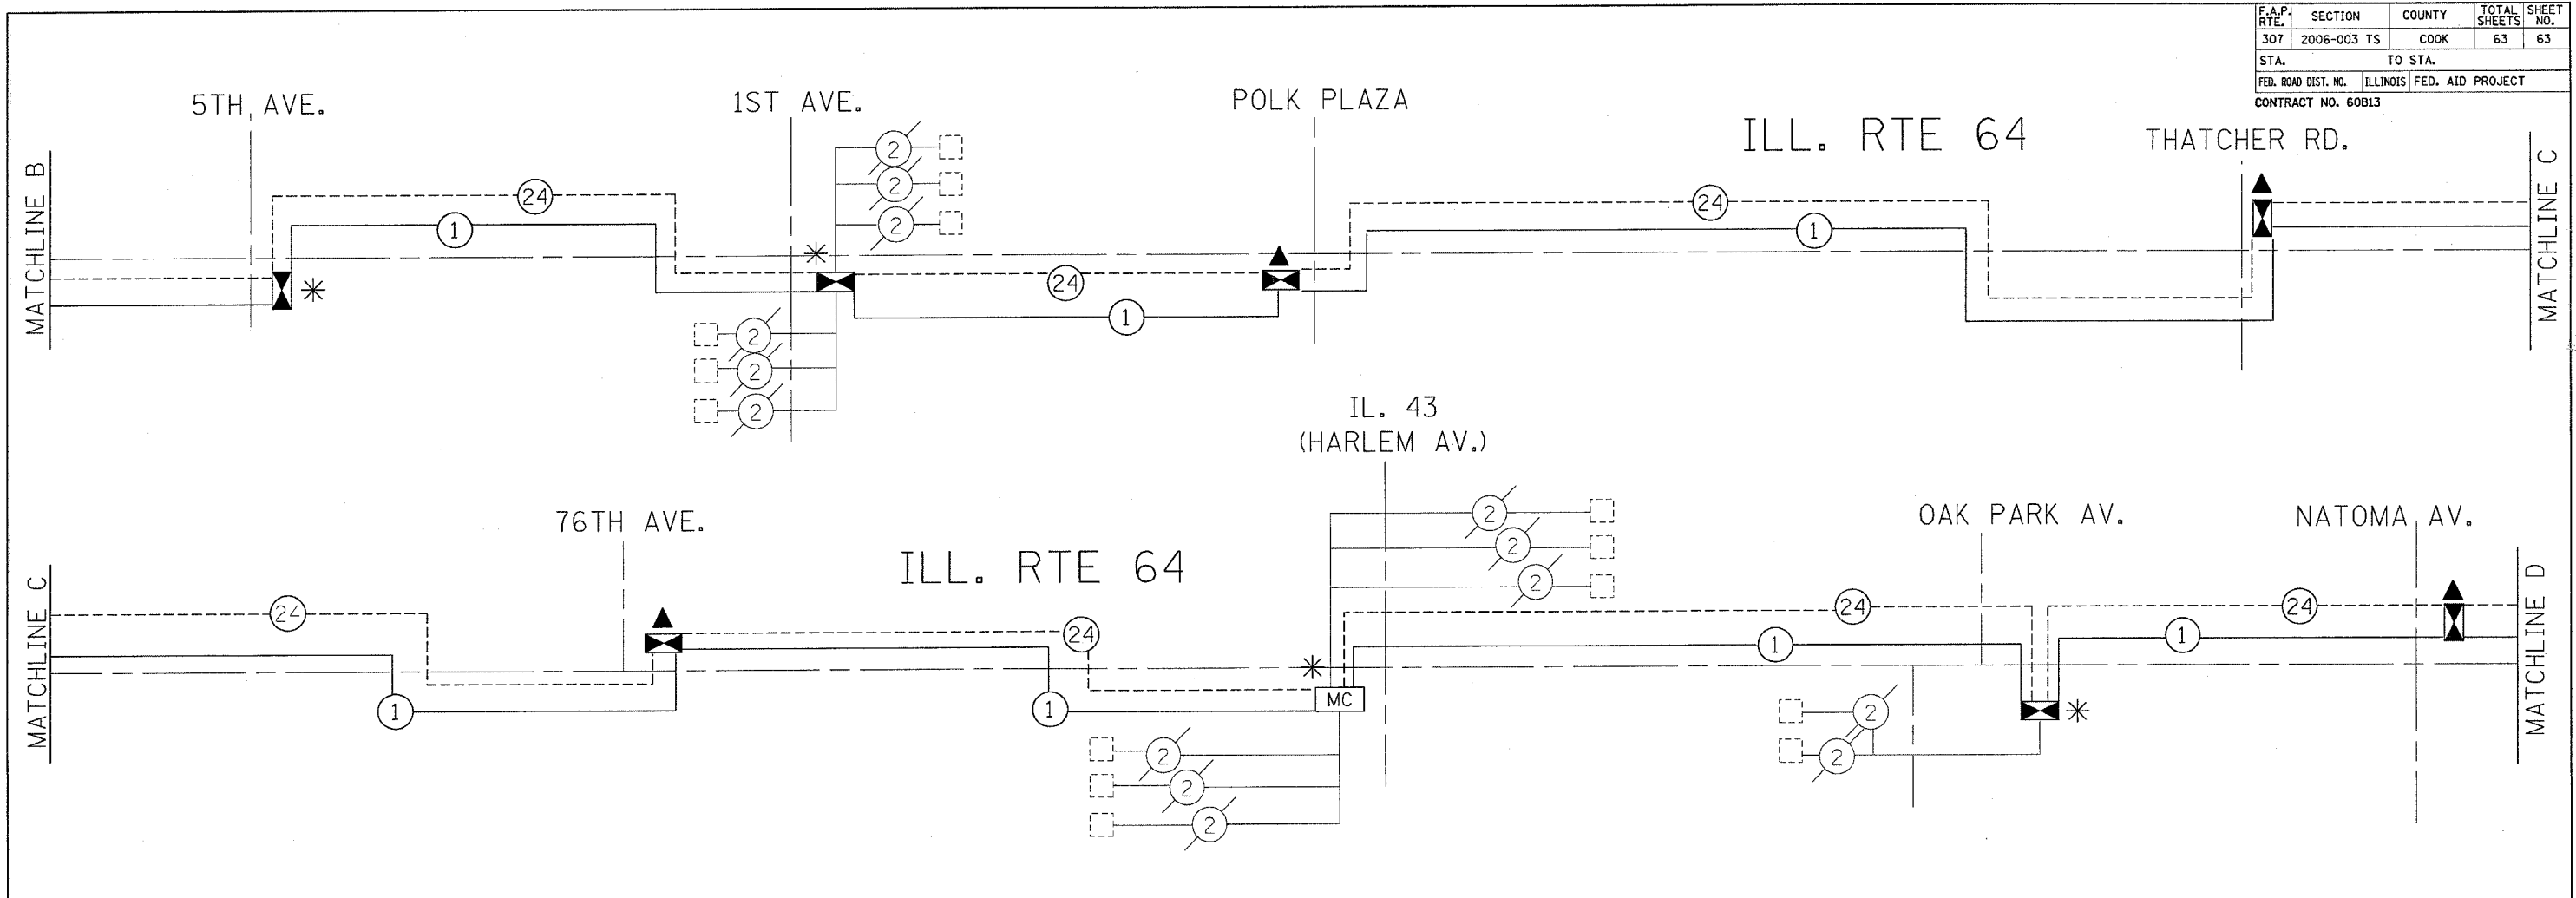 F.A.P. RTE. SECTION COUNTY TOTAL SHEETS SHEET NO.
307 2006-003 TS COOK 63 63
STA. TO STA.
FED. ROAD DIST. NO. ILLINOIS FED. AID PROJECT
CONTRACT NO. 60B13
5TH AVE.
1ST AVE.
POLK PLAZA
ILL. RTE 64
THATCHER RD.
MATCHLINE B
MATCHLINE C
2
2
2
24
1
24
1
24
1
2
2
2
IL. 43
(HARLEM AV.)
76TH AVE.
ILL. RTE 64
OAK PARK AV.
NATOMA AV.
MATCHLINE C
MATCHLINE D
2
2
2
24
1
24
1
MC
24
1
24
1
2
2
2
2
2